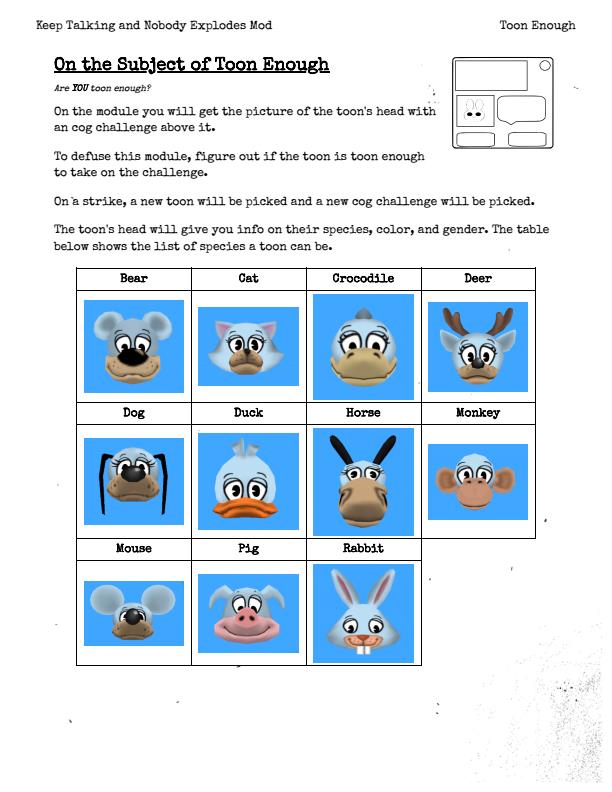 Keep Talking and Nobody Explodes Mod
Toon Enough
On the Subject of Toon Enough
Are YOU toon enough?
On the module you will get the picture of the toon's head with
an cog challenge above it.
To defuse this module, figure out if the toon is toon enough
to take on the challenge.
On a strike, a new toon will be picked and a new cog challenge will be picked.
The toon's head will give you info on their species, color, and gender. The table
below shows the list of species a toon can be.
Bear Cat Crocodile Deer
Dog Duck Horse Monkey
Mouse Pig Rabbit